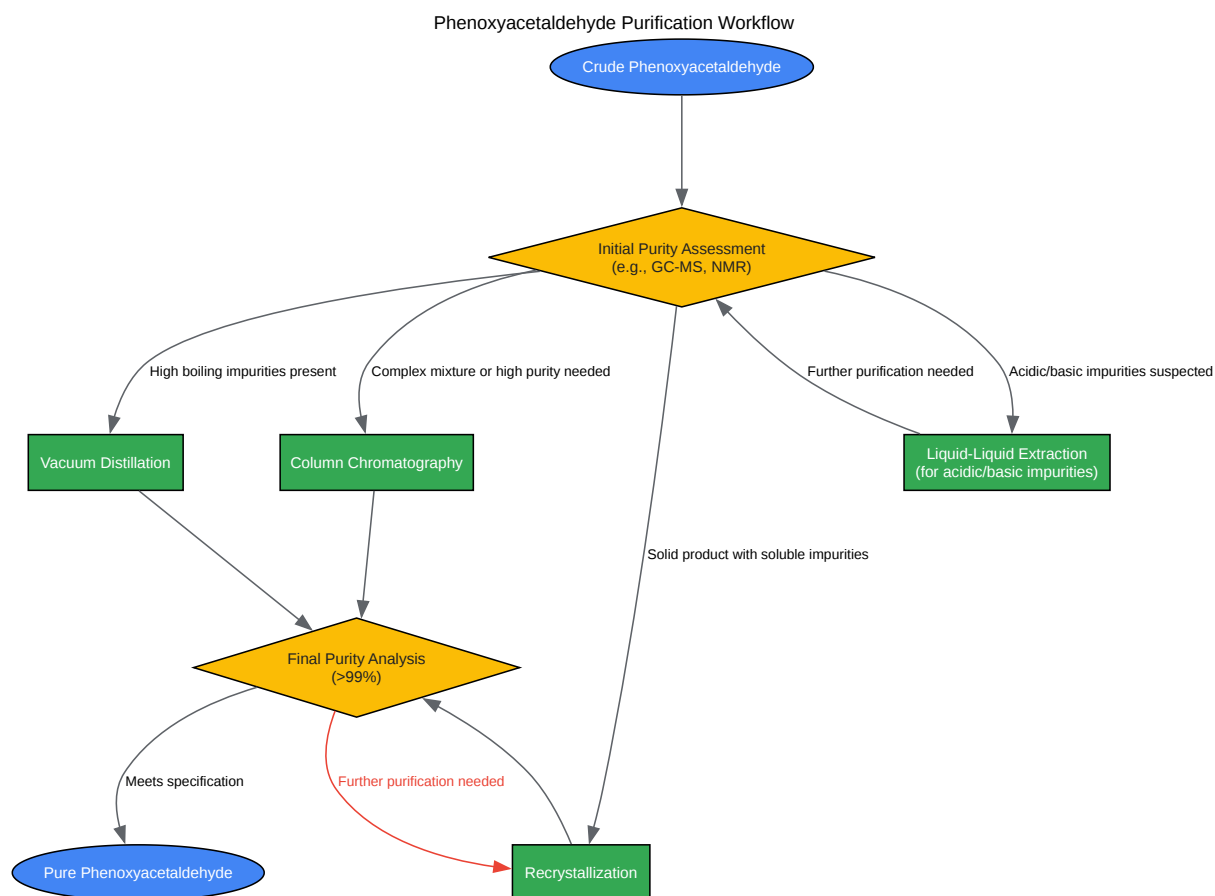 Phenoxyacetaldehyde Purification Workflow
Crude Phenoxyacetaldehyde
Initial Purity Assessment
(e.g., GC-MS, NMR)
High boiling impurities present
Complex mixture or high purity needed
Further purification needed
Acidic/basic impurities suspected
Vacuum Distillation
Column Chromatography
Liquid-Liquid Extraction
(for acidic/basic impurities)
Solid product with soluble impurities
Final Purity Analysis
(>99%)
Meets specification
Further purification needed
Pure Phenoxyacetaldehyde
Recrystallization